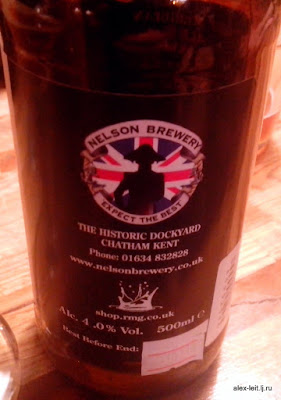 NELSON BREWERY
EXPECT THE BEST
THE HISTORIC DOCKYARD
CHATHAM KENT
Phone: 01634 832828
www.nelsonbrewery.co.uk
shop.rmg.co.uk
Alc. 4.0% Vol. 500ml e
Best Before End:
alex-leit.lj.ru